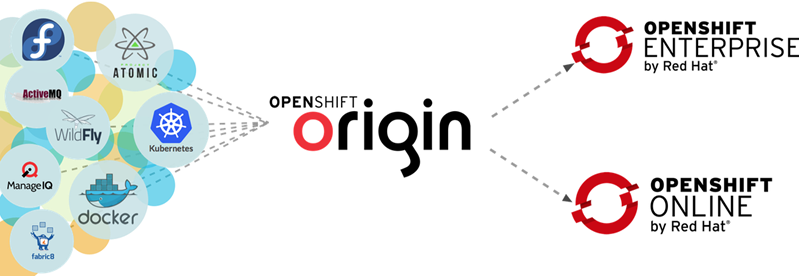 PROJECT
ATOMIC
ActiveMQ
WildFly
Kubernetes
ManageIQ
docker
fabric8
OPENSHIFT
origin
OPENSHIFT
ENTERPRISE
by Red Hat®
OPENSHIFT
ONLINE
by Red Hat®